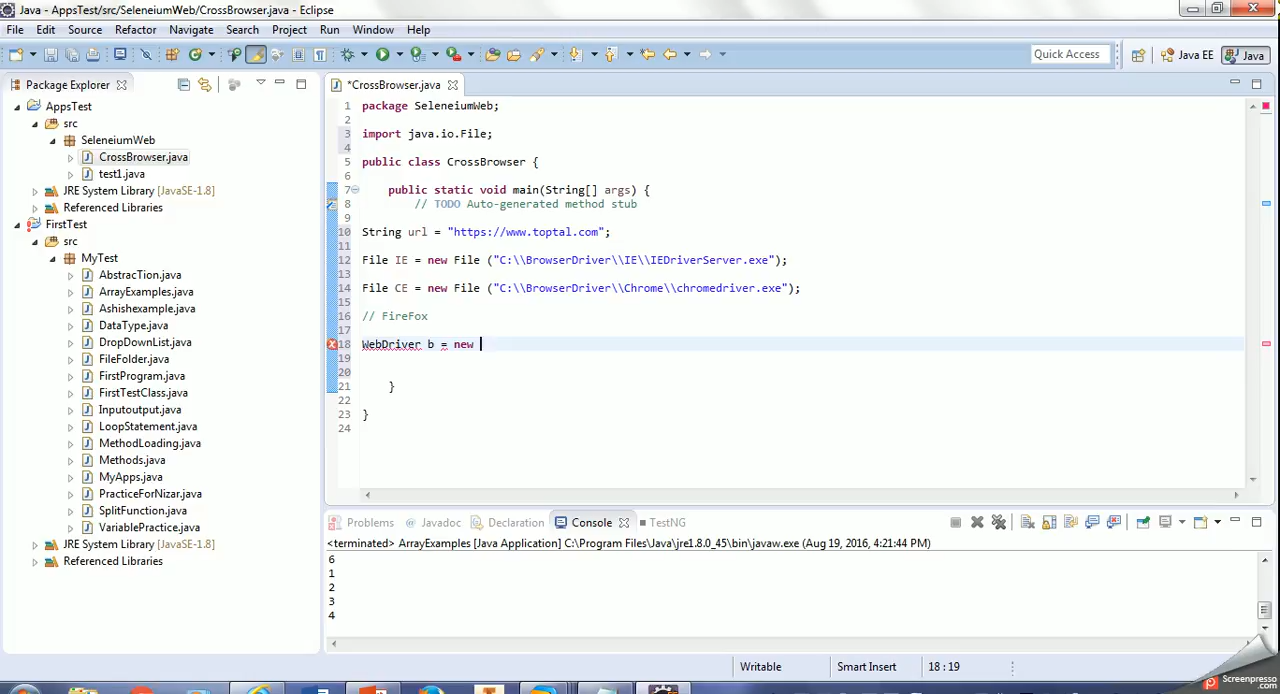 Java - AppsTest/src/SeleneiumWeb/CrossBrowser.java - Eclipse
File Edit Source Refactor Navigate Search Project Run Window Help
Quick Access Java EE Java
Package Explorer
AppsTest
src
SeleneiumWeb
CrossBrowser.java
test1.java
JRE System Library [JavaSE-1.8]
Referenced Libraries
FirstTest
src
MyTest
AbstracTion.java
ArrayExamples.java
Ashishexample.java
DataType.java
DropDownList.java
FileFolder.java
FirstProgram.java
FirstTestClass.java
Inputoutput.java
LoopStatement.java
MethodLoading.java
Methods.java
MyApps.java
PracticeForNizar.java
SplitFunction.java
VariablePractice.java
JRE System Library [JavaSE-1.8]
Referenced Libraries
*CrossBrowser.java
1 package SeleneiumWeb;
2
3 import java.io.File;
4
5 public class CrossBrowser {
6
7 public static void main(String[] args) {
8 // TODO Auto-generated method stub
9
10 String url = "https://www.toptal.com";
11
12 File IE = new File ("C:\\BrowserDriver\\IE\\IEDriverServer.exe");
13
14 File CE = new File ("C:\\BrowserDriver\\Chrome\\chromedriver.exe");
15
16 // FireFox
17
18 WebDriver b = new
19
20
21 }
22
23 }
24
Problems Javadoc Declaration Console TestNG
<terminated> ArrayExamples [Java Application] C:\Program Files\Java\jre1.8.0_45\bin\javaw.exe (Aug 19, 2016, 4:21:44 PM)
6
1
2
3
4
Writable Smart Insert 18 : 19
Screenpresso
.com